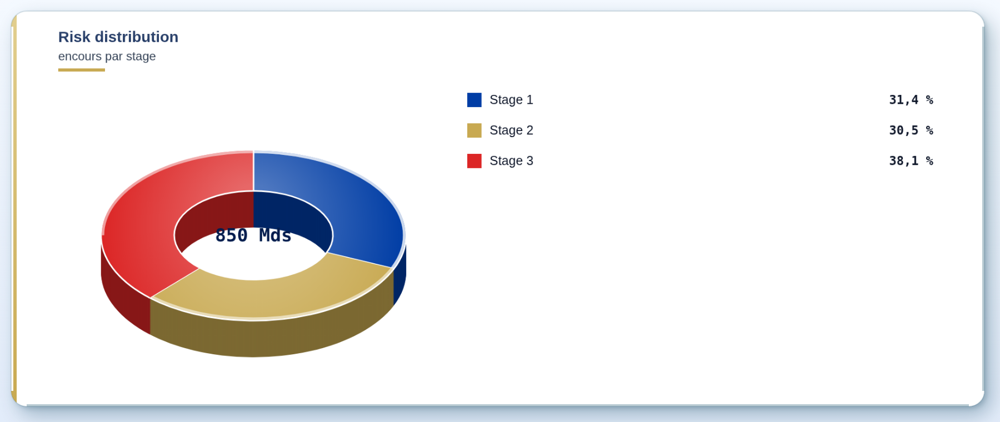 Risk distribution
encours par stage
Stage 1 31,4 %
Stage 2 30,5 %
Stage 3 38,1 %
850 Mds